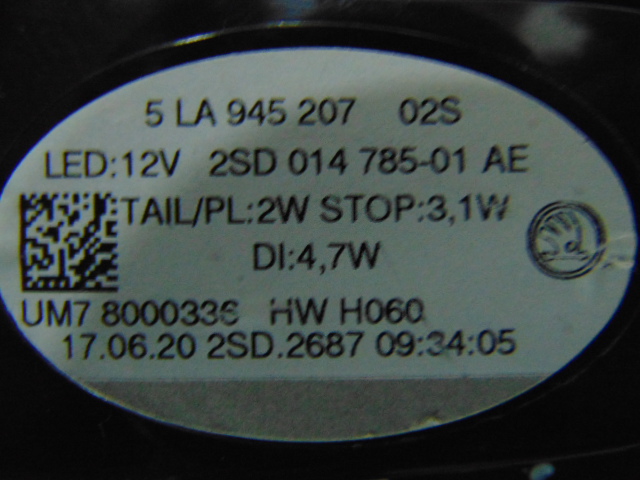 5 LA 945 207 02S
LED:12V 2SD 014 785-01 AE
TAIL/PL:2W STOP:3,1W
DI:4,7W
UM7 8000336 HW H060
17.06.20 2SD.2687 09:34:05